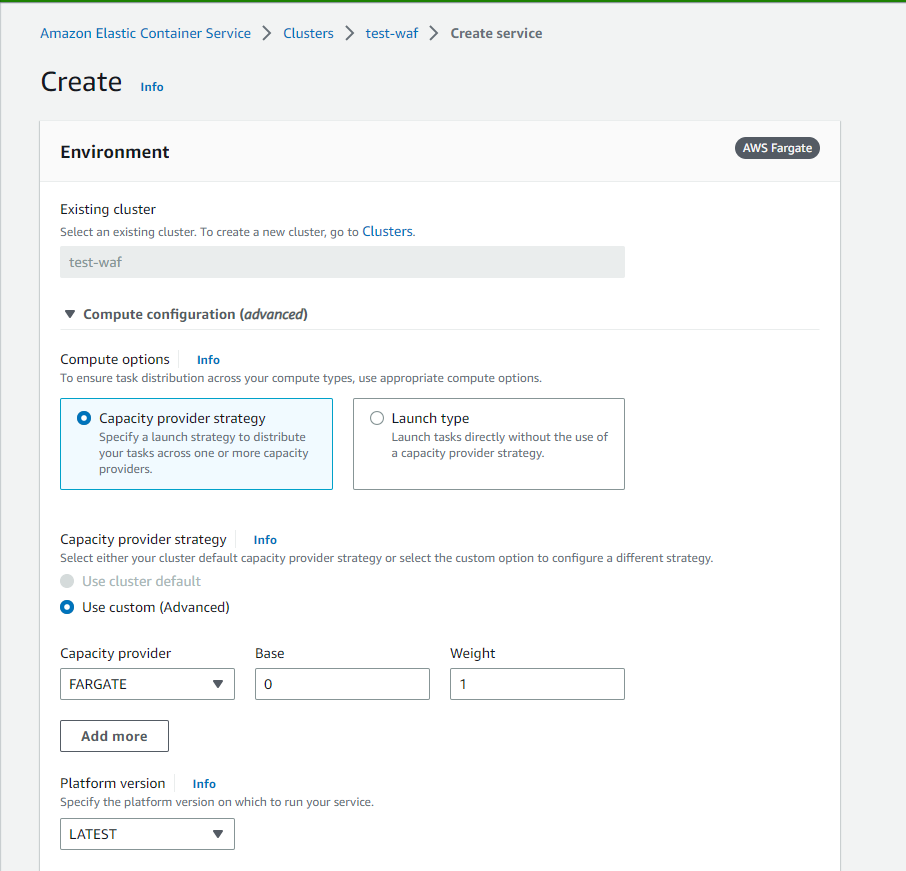 Amazon Elastic Container Service > Clusters > test-waf > Create service
Create Info
Environment AWS Fargate
Existing cluster
Select an existing cluster. To create a new cluster, go to Clusters.
test-waf
Compute configuration (advanced)
Compute options Info
To ensure task distribution across your compute types, use appropriate compute options.
Capacity provider strategy
Specify a launch strategy to distribute
your tasks across one or more capacity
providers.
Launch type
Launch tasks directly without the use of
a capacity provider strategy.
Capacity provider strategy Info
Select either your cluster default capacity provider strategy or select the custom option to configure a different strategy.
Use cluster default
Use custom (Advanced)
Capacity provider Base Weight
FARGATE 0 1
Add more
Platform version Info
Specify the platform version on which to run your service.
LATEST